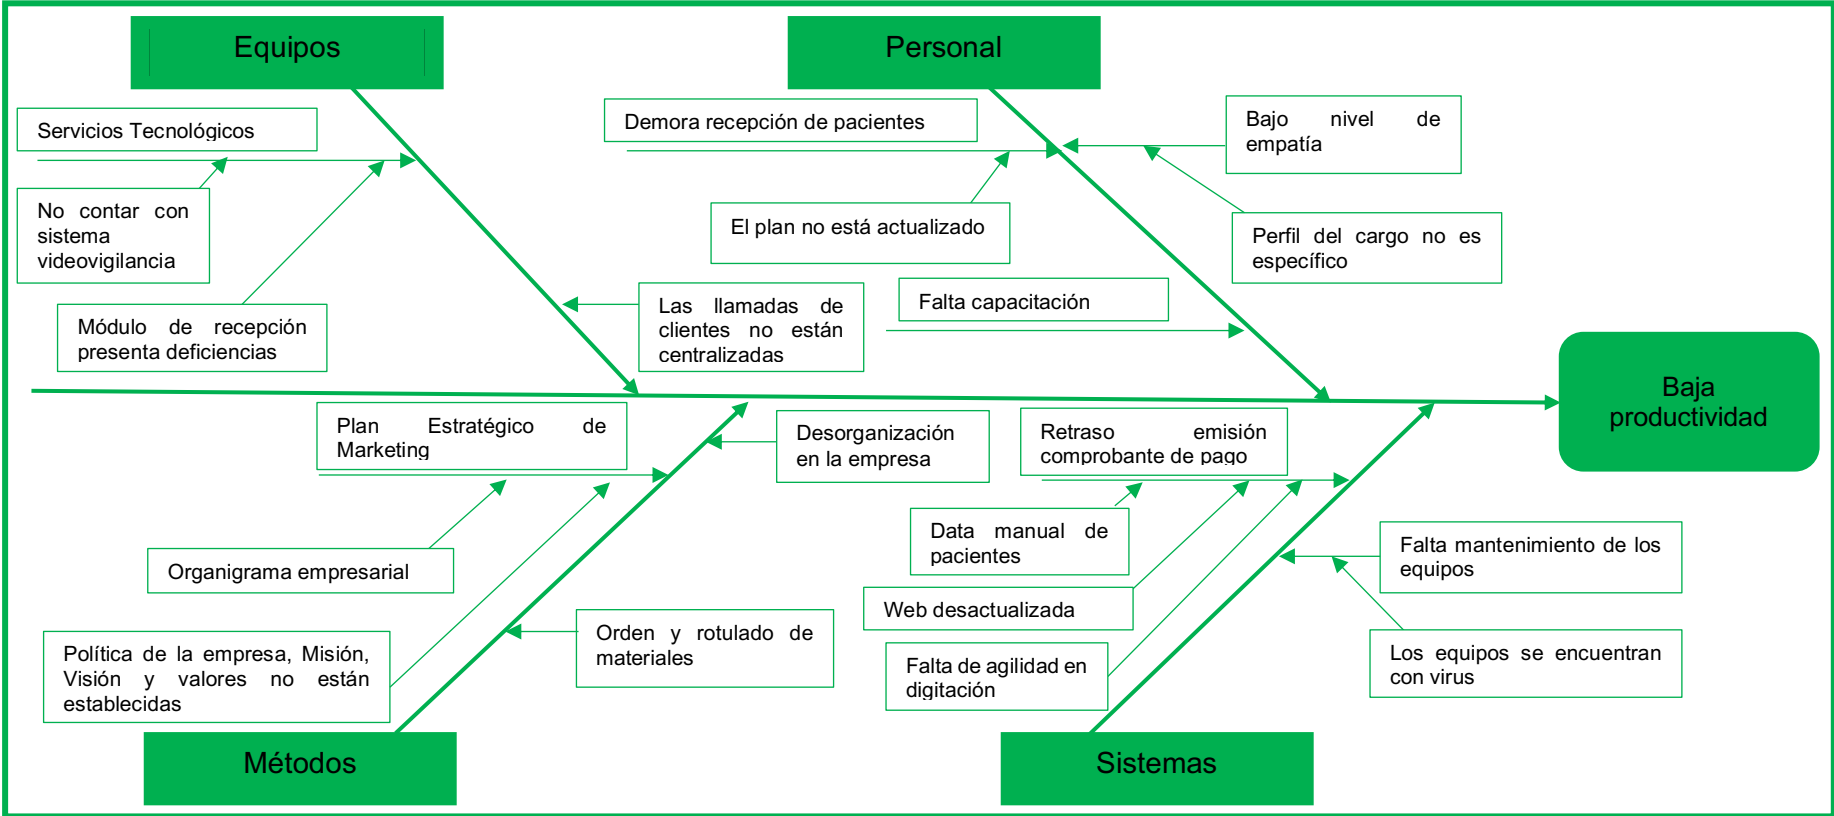 Equipos
Personal
Servicios Tecnológicos
Demora recepción de pacientes
Bajo nivel de
empatía
No contar con
sistema
videovigilancia
El plan no está actualizado
Perfil del cargo no es
específico
Módulo de recepción
presenta deficiencias
Las llamadas de
clientes no están
centralizadas
Falta capacitación
Baja
productividad
Plan Estratégico de
Marketing
Desorganización
en la empresa
Retraso emisión
comprobante de pago
Organigrama empresarial
Data manual de
pacientes
Falta mantenimiento de los
equipos
Web desactualizada
Política de la empresa, Misión,
Visión y valores no están
establecidas
Orden y rotulado de
materiales
Falta de agilidad en
digitación
Los equipos se encuentran
con virus
Métodos
Sistemas